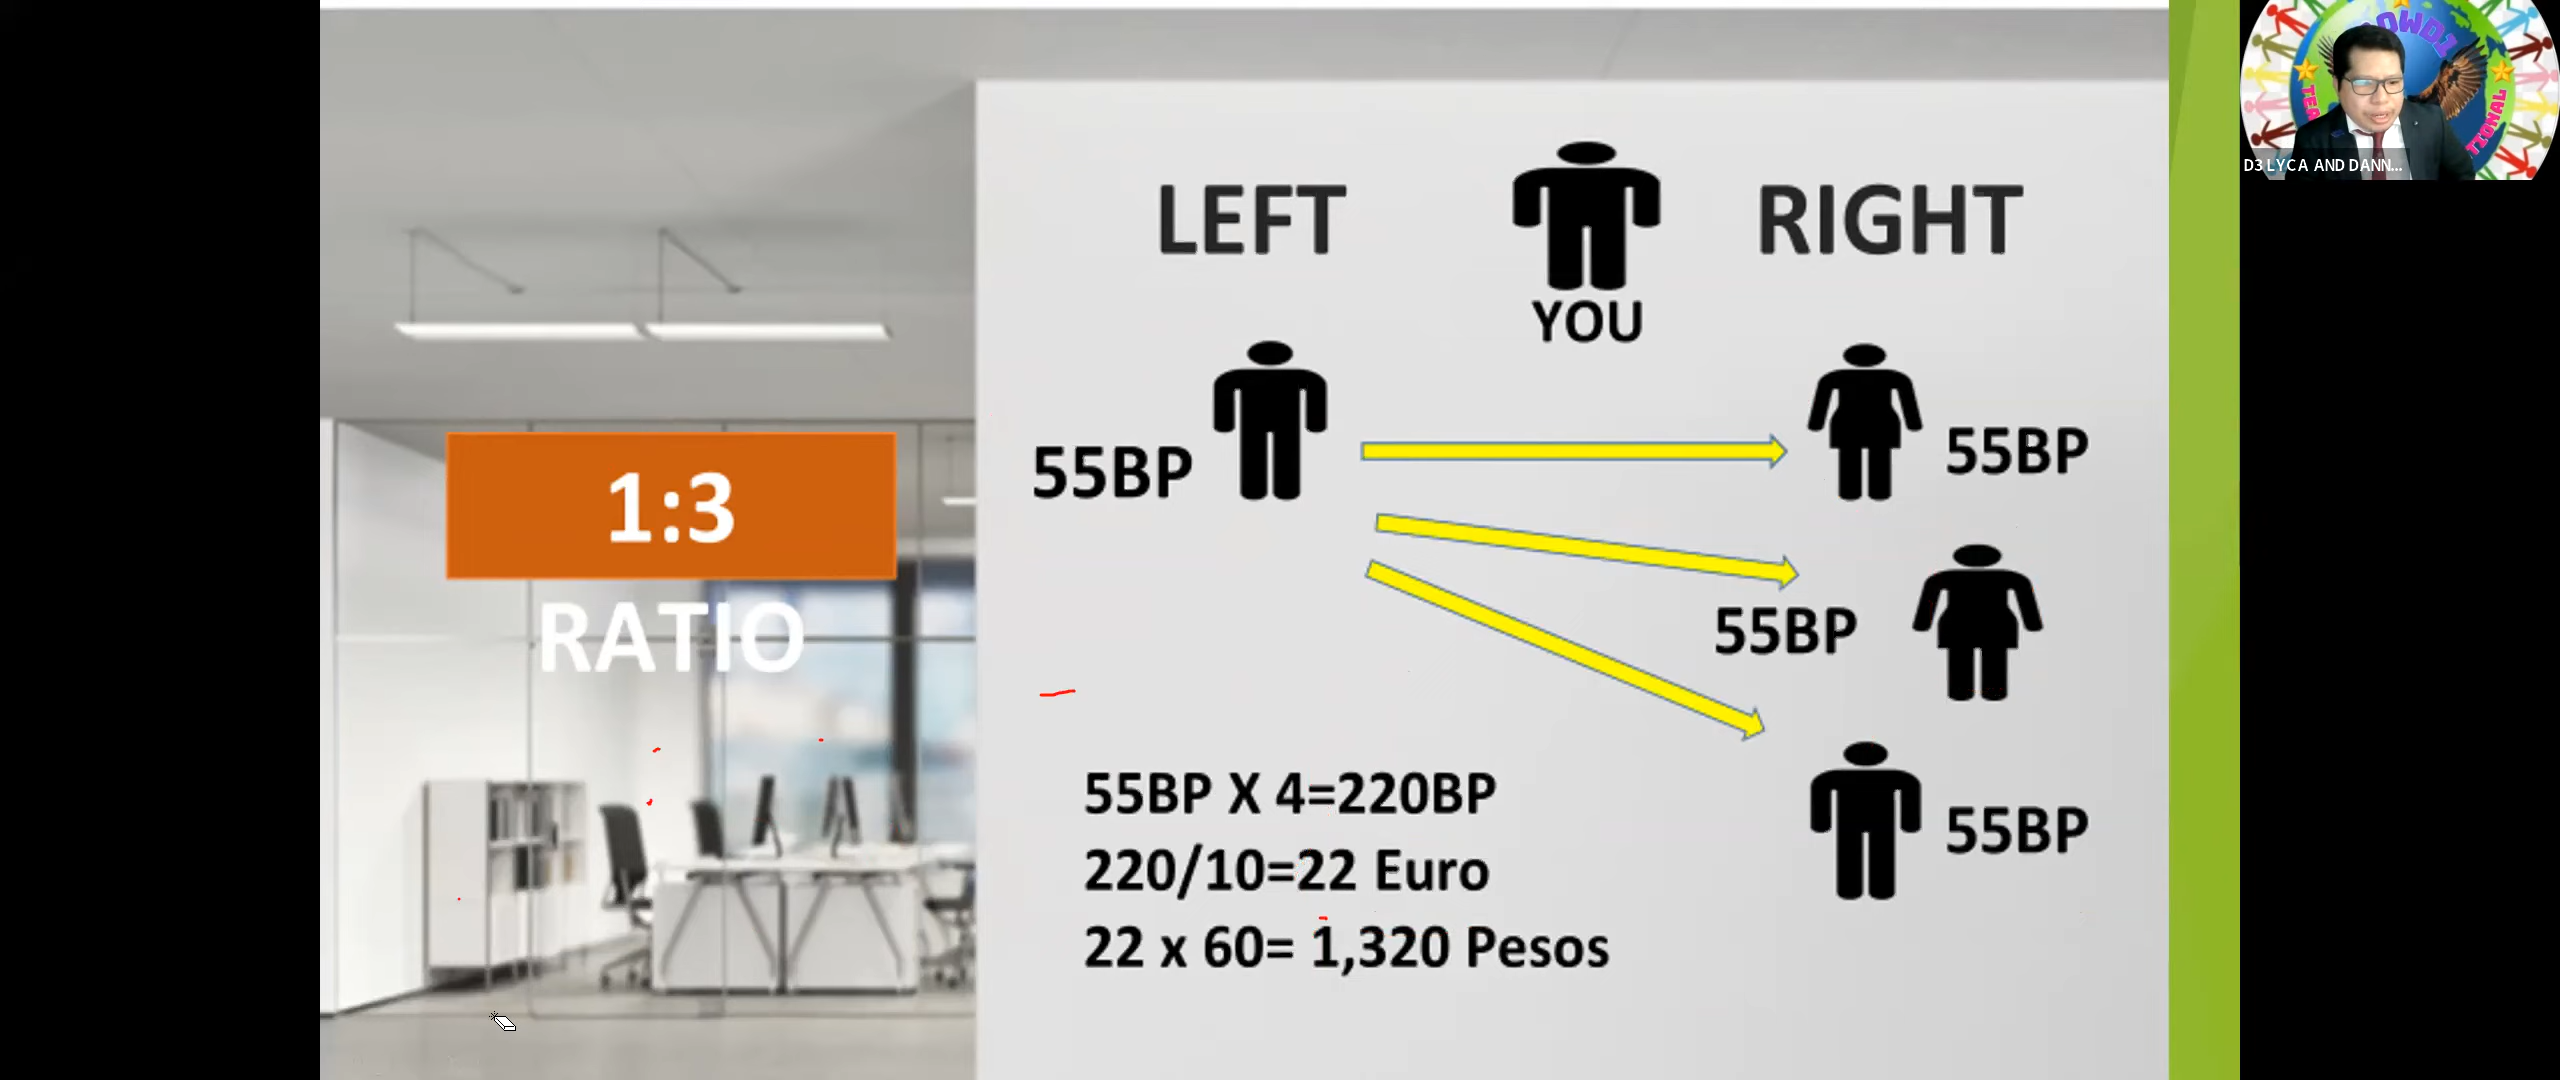 LEFT
RIGHT
YOU
55BP
55BP
1:3
RATIO
55BP
55BP
55BP X 4=220BP
220/10=22 Euro
22 x 60= 1,320 Pesos
D3 LYCA AND DANN...